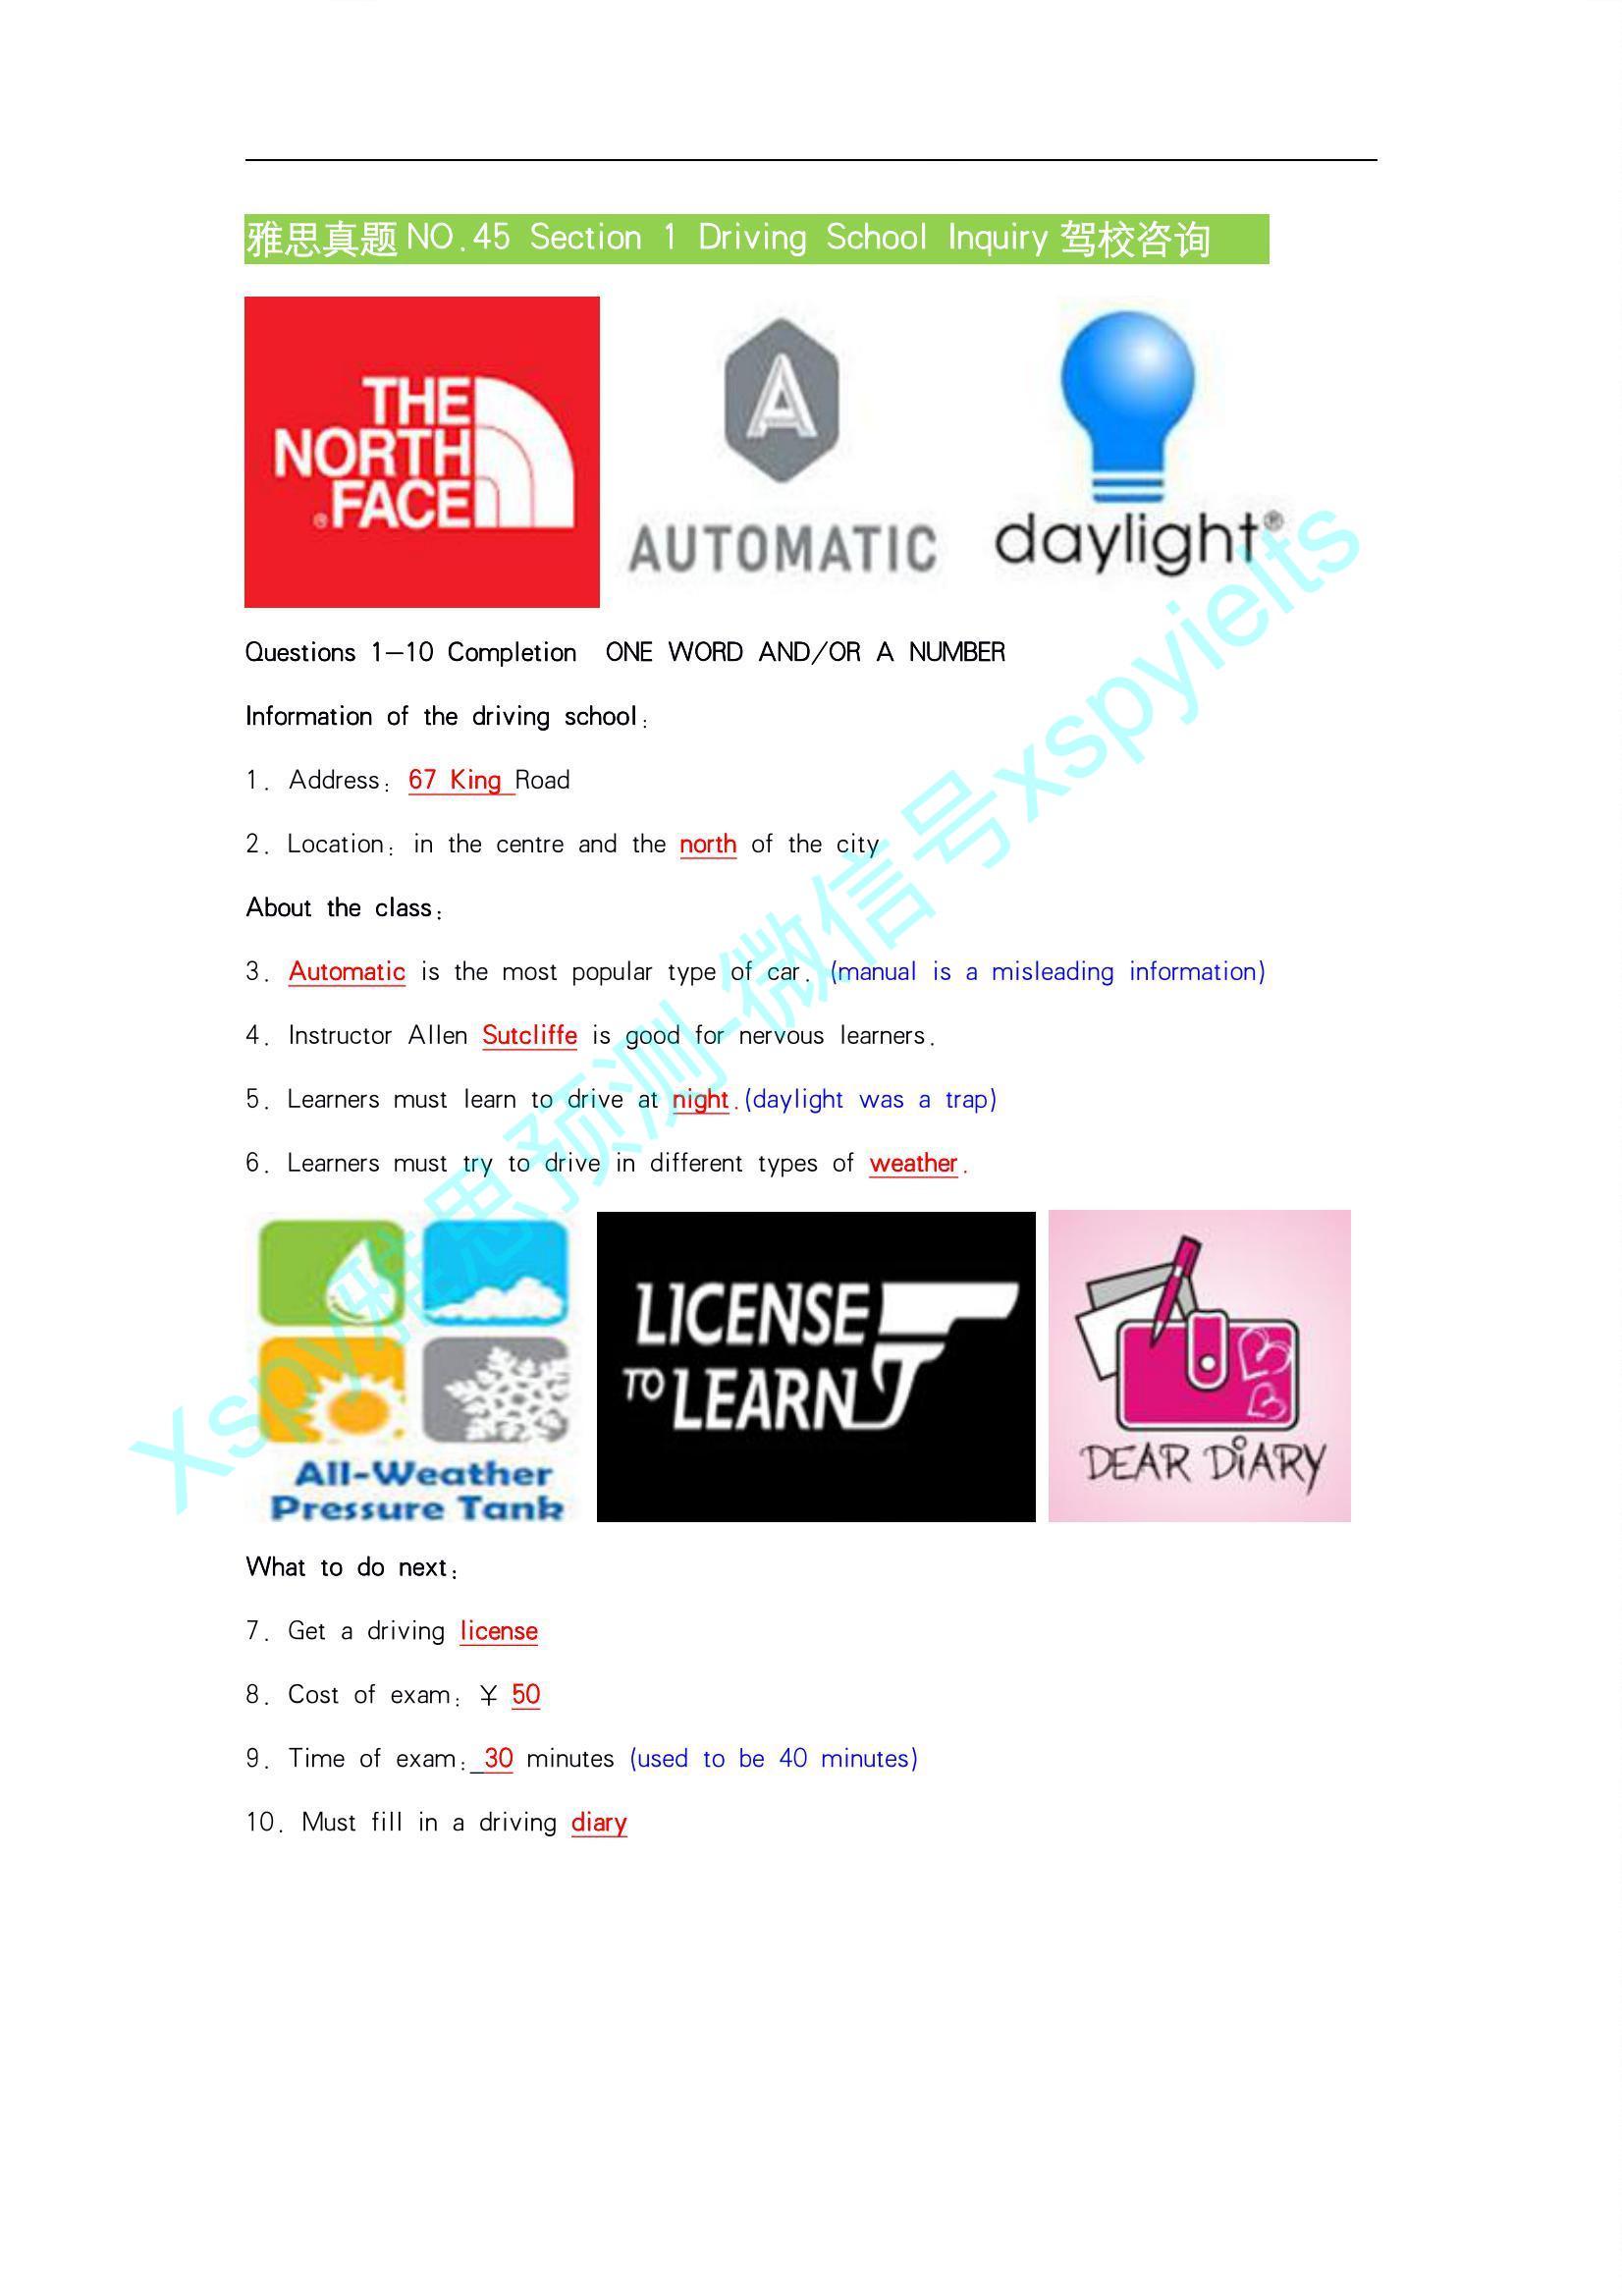 雅思真题 NO.45 Section 1 Driving School Inquiry 驾校咨询
THE
NORTH
FACE
®
A
AUTOMATIC
daylight®
Questions 1-10 Completion ONE WORD AND/OR A NUMBER
Information of the driving school:
1. Address: 67 King Road
2. Location: in the centre and the north of the city
About the class:
3. Automatic is the most popular type of car. (manual is a misleading information)
4. Instructor Allen Sutcliffe is good for nervous learners.
5. Learners must learn to drive at night.(daylight was a trap)
6. Learners must try to drive in different types of weather.
All-Weather
Pressure Tank
LICENSE
TO LEARN
DEAR DiARY
What to do next:
7. Get a driving license
8. Cost of exam: ¥ 50
9. Time of exam: 30 minutes (used to be 40 minutes)
10. Must fill in a driving diary
Xspy雅思预测-微信号xspyielts